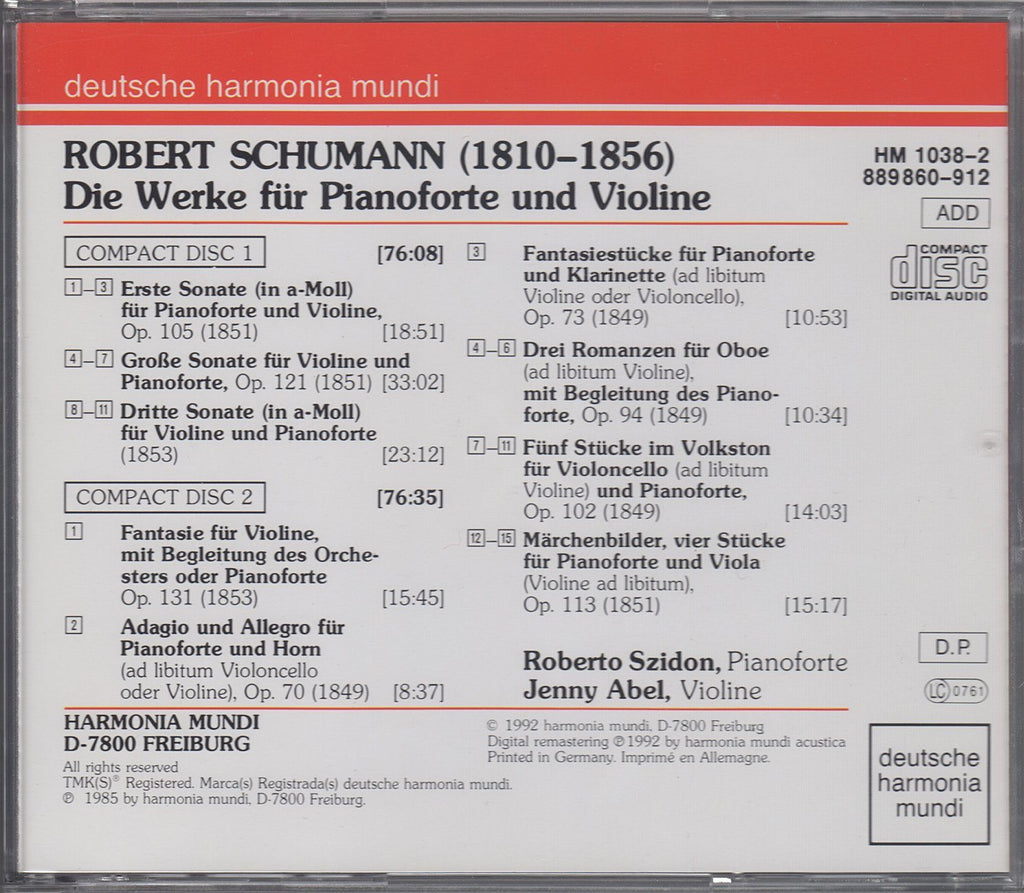 deutsche harmonia mundi
ROBERT SCHUMANN (1810–1856)
Die Werke für Pianoforte und Violine
HM 1038-2
889860-912
ADD
COMPACT
disc
DIGITAL AUDIO
COMPACT DISC 1 [76:08]
1–3 Erste Sonate (in a-Moll)
für Pianoforte und Violine,
Op. 105 (1851) [18:51]
4–7 Große Sonate für Violine und
Pianoforte, Op. 121 (1851) [33:02]
8–11 Dritte Sonate (in a-Moll)
für Violine und Pianoforte
(1853) [23:12]
COMPACT DISC 2 [76:35]
1 Fantasie für Violine,
mit Begleitung des Orche-
sters oder Pianoforte
Op. 131 (1853) [15:45]
2 Adagio und Allegro für
Pianoforte und Horn
(ad libitum Violoncello
oder Violine), Op. 70 (1849) [8:37]
3 Fantasiestücke für Pianoforte
und Klarinette (ad libitum
Violine oder Violoncello),
Op. 73 (1849) [10:53]
4–6 Drei Romanzen für Oboe
(ad libitum Violine),
mit Begleitung des Piano-
forte, Op. 94 (1849) [10:34]
7–11 Fünf Stücke im Volkston
für Violoncello (ad libitum
Violine) und Pianoforte,
Op. 102 (1849) [14:03]
12–15 Märchenbilder, vier Stücke
für Pianoforte und Viola
(Violine ad libitum),
Op. 113 (1851) [15:17]
Roberto Szidon, Pianoforte
Jenny Abel, Violine
D.P.
LC 0761
HARMONIA MUNDI
D-7800 FREIBURG
All rights reserved
TMK(S)® Registered. Marca(s) Registrada(s) deutsche harmonia mundi.
℗ 1985 by harmonia mundi, D-7800 Freiburg.
© 1992 harmonia mundi, D-7800 Freiburg
Digital remastering ℗ 1992 by harmonia mundi acustica
Printed in Germany. Imprimé en Allemagne.
deutsche
harmonia
mundi